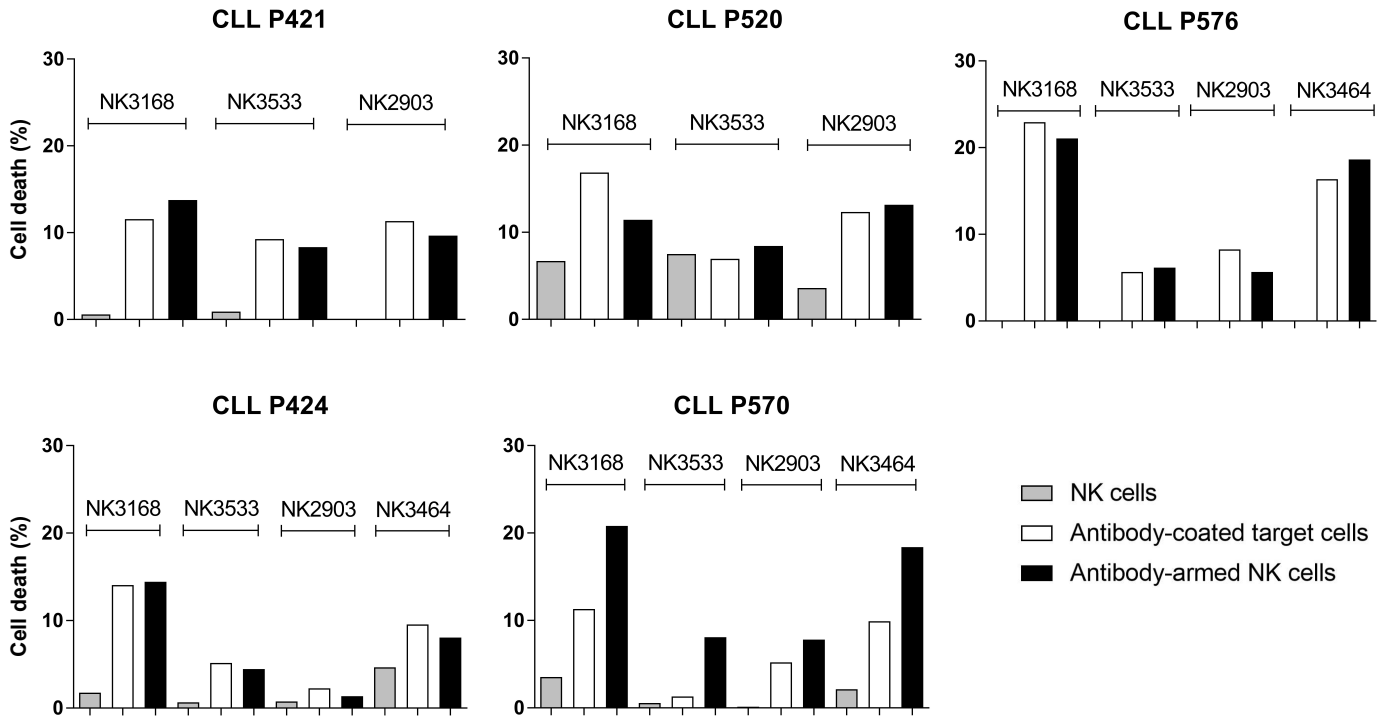 CLL P421
30
20
10
0
Cell death (%)
NK3168 NK3533 NK2903
CLL P520
30
20
10
0
NK3168 NK3533 NK2903
CLL P576
30
20
10
0
NK3168 NK3533 NK2903 NK3464
CLL P424
30
20
10
0
Cell death (%)
NK3168 NK3533 NK2903 NK3464
CLL P570
30
20
10
0
NK3168 NK3533 NK2903 NK3464
NK cells
Antibody-coated target cells
Antibody-armed NK cells